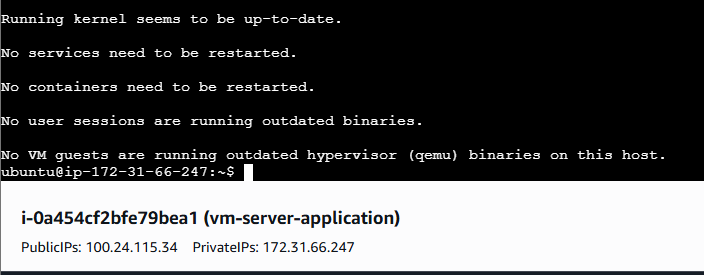 Running kernel seems to be up-to-date.
No services need to be restarted.
No containers need to be restarted.
No user sessions are running outdated binaries.
No VM guests are running outdated hypervisor (qemu) binaries on this host.
ubuntu@ip-172-31-66-247:~$
i-0a454cf2bfe79bea1 (vm-server-application)
PublicIPs: 100.24.115.34 PrivateIPs: 172.31.66.247